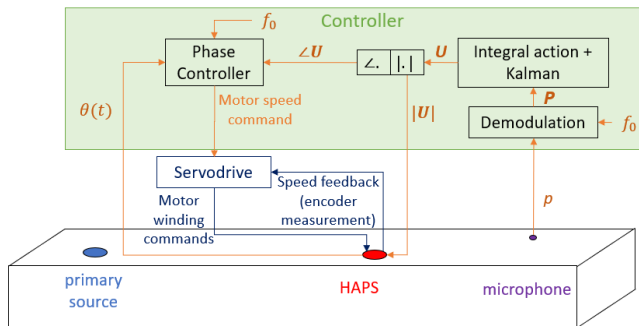 Controller
f₀
Phase
Controller
∠U
∠.
|.|
U
Integral action +
Kalman
P
Demodulation
f₀
θ(t)
Motor speed
command
|U|
p
Servodrive
Speed feedback
(encoder
measurement)
Motor
winding
commands
primary
source
HAPS
microphone